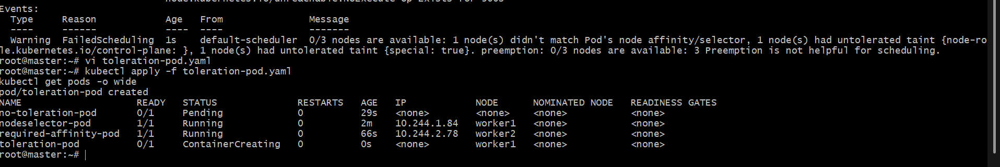 Events:
  Type     Reason            Age   From               Message
  ----     ------            ----  ----               -------
  Warning  FailedScheduling  1s    default-scheduler  0/3 nodes are available: 1 node(s) didn't match Pod's node affinity/selector, 1 node(s) had untolerated taint {node-ro
le.kubernetes.io/control-plane: }, 1 node(s) had untolerated taint {special: true}. preemption: 0/3 nodes are available: 3 Preemption is not helpful for scheduling.
root@master:~# vi toleration-pod.yaml
root@master:~# kubectl apply -f toleration-pod.yaml
kubectl get pods -o wide
pod/toleration-pod created
NAME                    READY   STATUS              RESTARTS   AGE   IP            NODE      NOMINATED NODE   READINESS GATES
no-toleration-pod       0/1     Pending             0          29s   <none>        <none>    <none>           <none>
nodeselector-pod        1/1     Running             0          2m    10.244.1.84   worker1   <none>           <none>
required-affinity-pod   1/1     Running             0          66s   10.244.2.78   worker2   <none>           <none>
toleration-pod          0/1     ContainerCreating   0          0s    <none>        worker1   <none>           <none>
root@master:~#